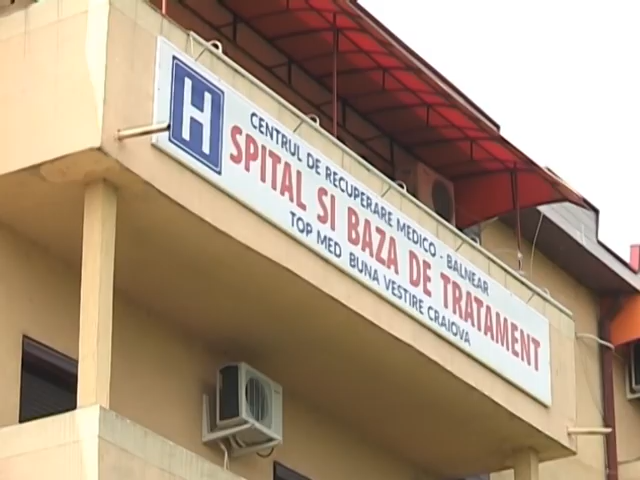 H
CENTRUL DE RECUPERARE MEDICO - BALNEAR
SPITAL SI BAZA DE TRATAMENT
TOP MED BUNA VESTIRE CRAIOVA